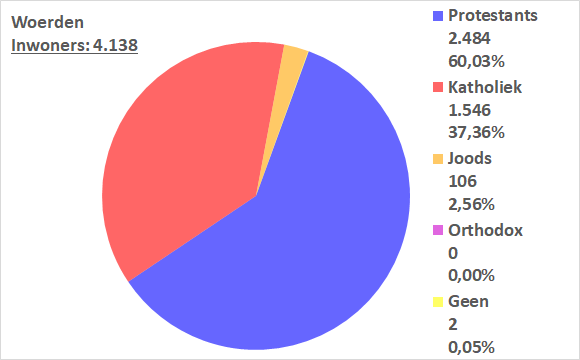 Woerden
Inwoners: 4.138
Protestants
2.484
60,03%
Katholiek
1.546
37,36%
Joods
106
2,56%
Orthodox
0
0,00%
Geen
2
0,05%